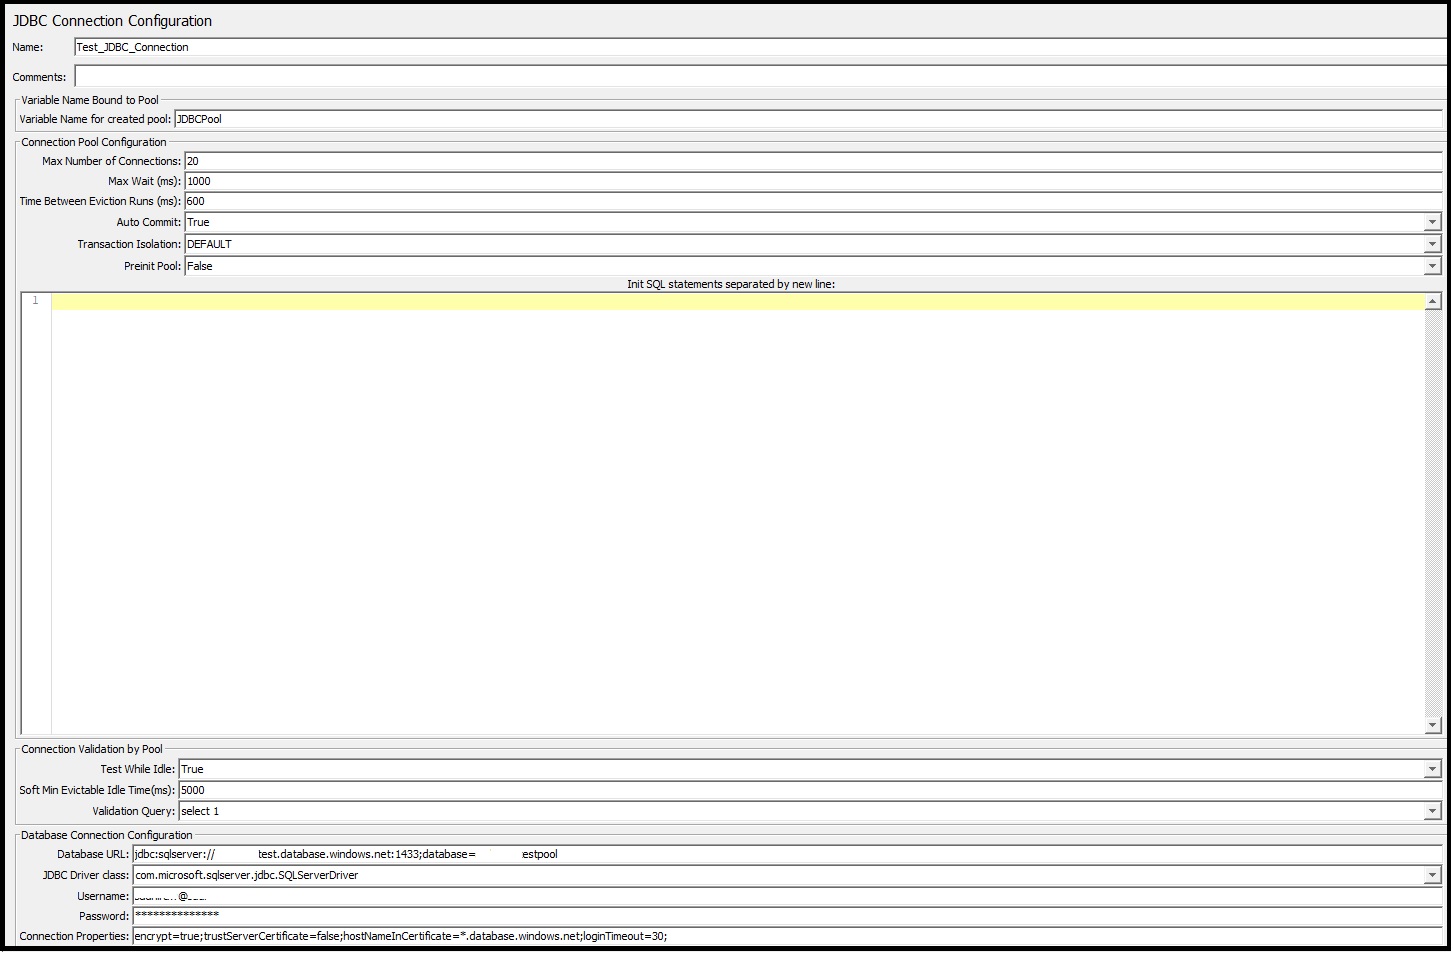 JDBC Connection Configuration
Name: Test_JDBC_Connection
Comments:
Variable Name Bound to Pool
Variable Name for created pool: JDBCPool
Connection Pool Configuration
Max Number of Connections: 20
Max Wait (ms): 1000
Time Between Eviction Runs (ms): 600
Auto Commit: True
Transaction Isolation: DEFAULT
Preinit Pool: False
Init SQL statements separated by new line:
1
Connection Validation by Pool
Test While Idle: True
Soft Min Evictable Idle Time(ms): 5000
Validation Query: select 1
Database Connection Configuration
Database URL: jdbc:sqlserver:// test.database.windows.net:1433;database= estpool
JDBC Driver class: com.microsoft.sqlserver.jdbc.SQLServerDriver
Username: @
Password: **************
Connection Properties: encrypt=true;trustServerCertificate=false;hostNameInCertificate=*.database.windows.net;loginTimeout=30;